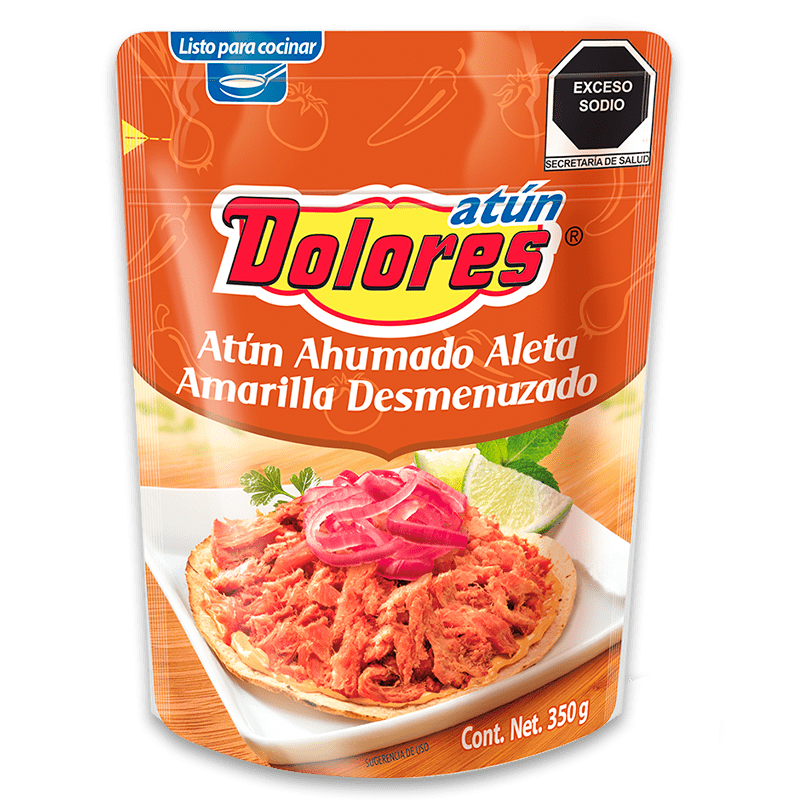 Listo para cocinar
EXCESO
SODIO
SECRETARÍA DE SALUD
atún
Dolores®
Atún Ahumado Aleta
Amarilla Desmenuzado
Cont. Net. 350 g
SUGERENCIA DE USO